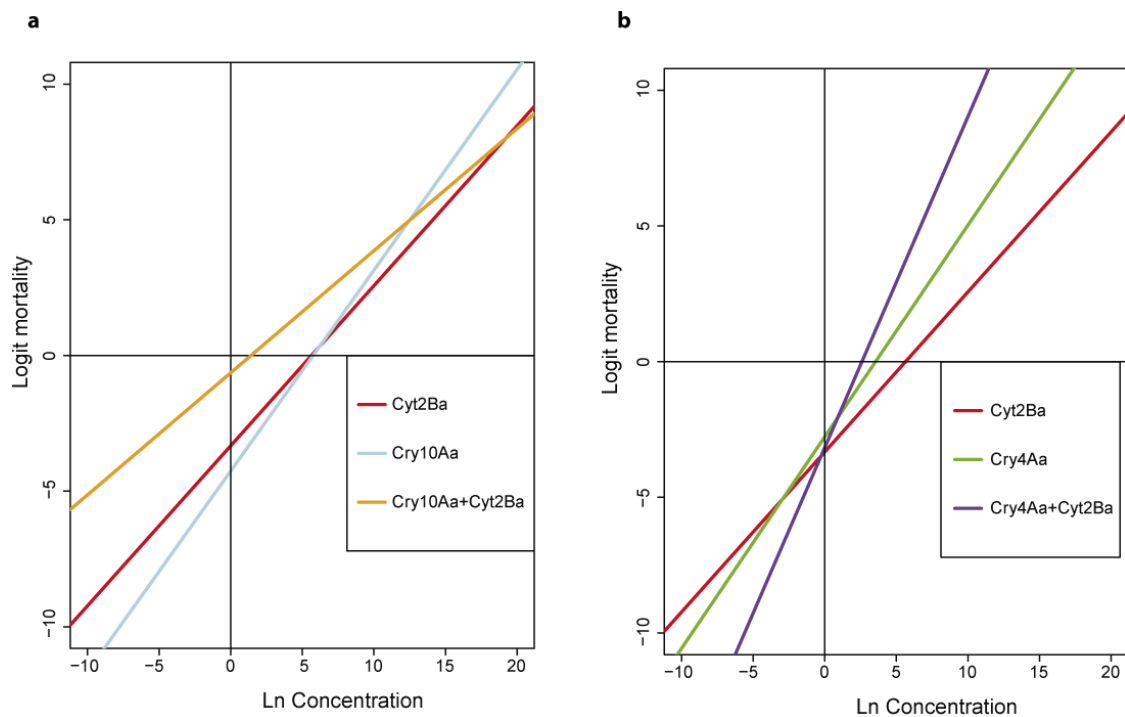 a
10
5
0
−5
−10
Logit mortality
Cyt2Ba
Cry10Aa
Cry10Aa+Cyt2Ba
−10 −5 0 5 10 15 20
Ln Concentration
b
10
5
0
−5
−10
Logit mortality
Cyt2Ba
Cry4Aa
Cry4Aa+Cyt2Ba
−10 −5 0 5 10 15 20
Ln Concentration